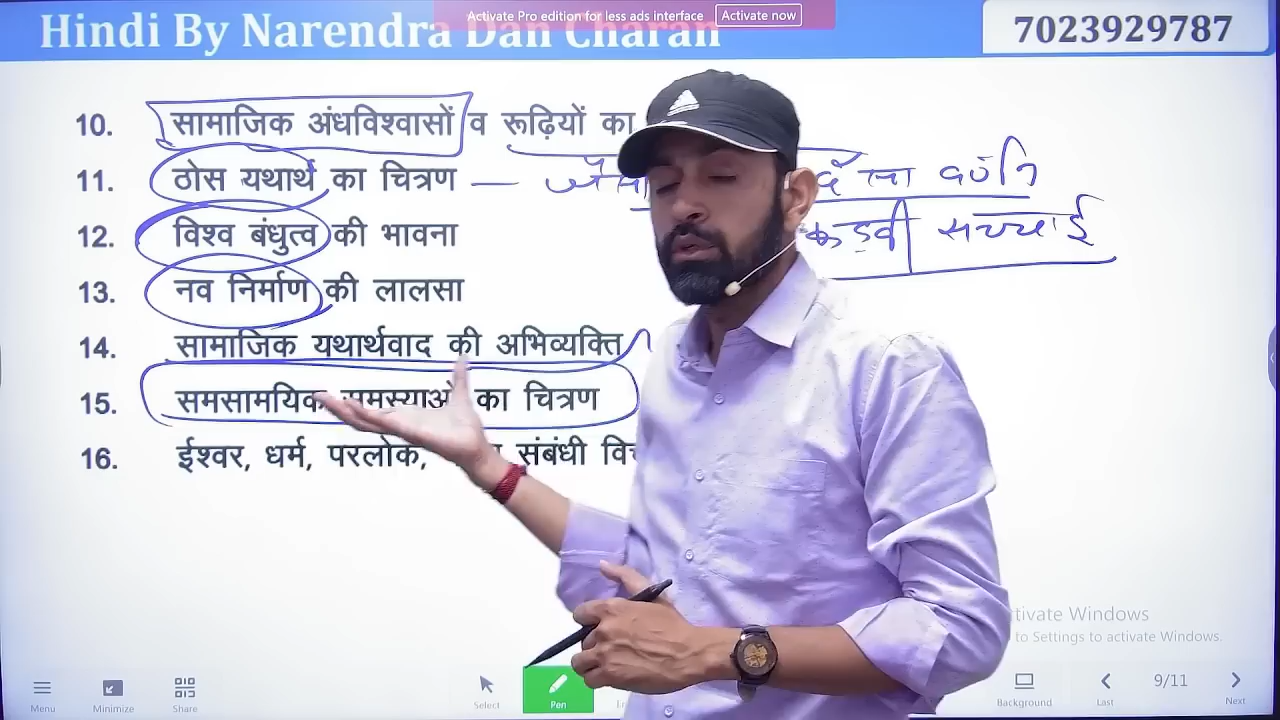 Activate Pro edition for less ads interface Activate now
Hindi By Narendra Dan Charan 7023929787
10. सामाजिक अंधविश्वासों व रूढ़ियों का
11. ठोस यथार्थ का चित्रण —
12. विश्व बंधुत्व की भावना
कड़वी सच्चाई
13. नव निर्माण की लालसा
14. सामाजिक यथार्थवाद की अभिव्यक्ति
15. समसामयिक समस्याओं का चित्रण
16. ईश्वर, धर्म, परलोक, संबंधी
tivate Windows
to Settings to activate Windows.
Menu Minimize Share Select Pen Background Last 9/11 Next